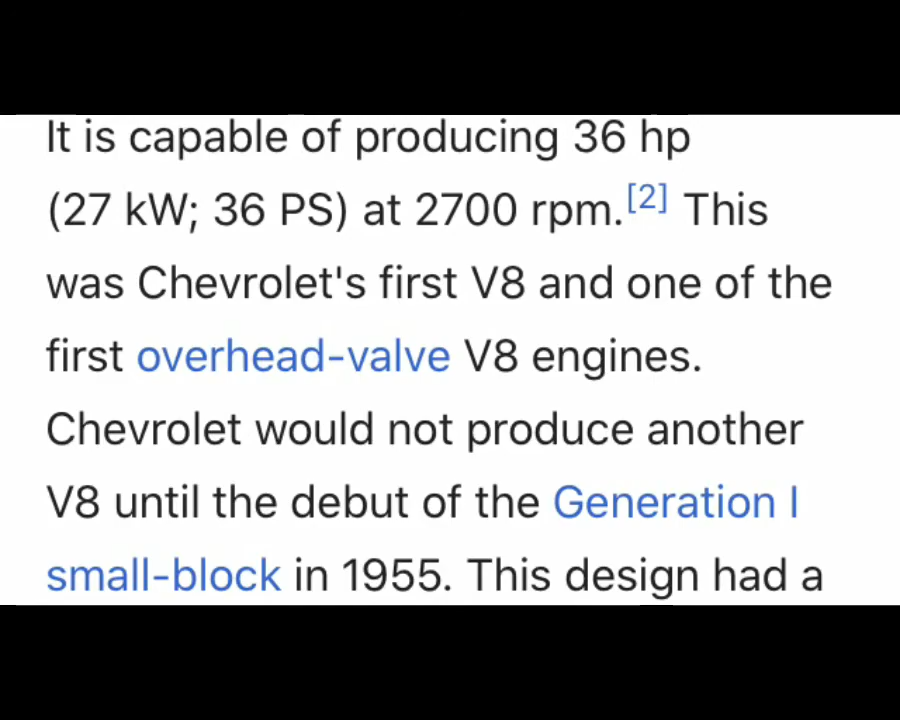 It is capable of producing 36 hp
(27 kW; 36 PS) at 2700 rpm.[2] This
was Chevrolet's first V8 and one of the
first overhead-valve V8 engines.
Chevrolet would not produce another
V8 until the debut of the Generation I
small-block in 1955. This design had a